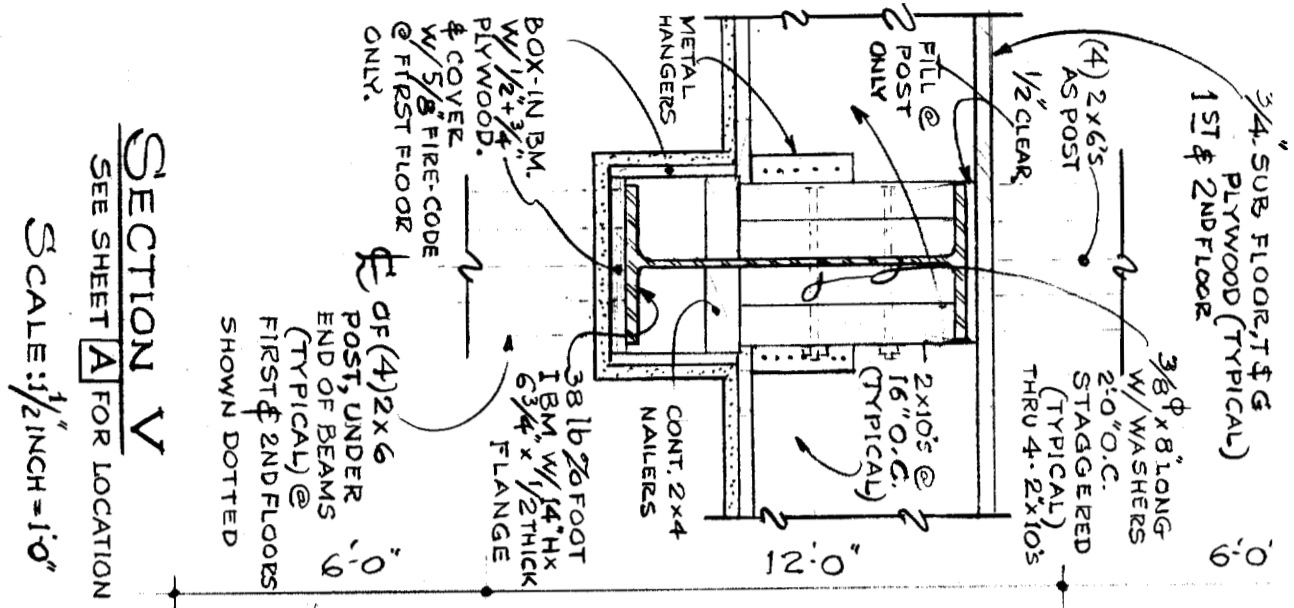 3/4" SUB FLOOR, T & G
PLYWOOD (TYPICAL)
1ST & 2ND FLOOR
(4) 2x6'S
AS POST
1/2" CLEAR
FILL @
POST
ONLY
METAL
HANGERS
BOX-IN BM.
W/ 1/2" + 3/4"
PLYWOOD.
& COVER
W/ 5/8" FIRE-CODE
@ FIRST FLOOR
ONLY.
3/8" φ x 8" LONG
W/ WASHERS
2'-0" O.C.
STAGGERED
(TYPICAL)
THRU 4-2"x10'S
2x10'S @
16" O.C.
(TYPICAL)
CONT. 2x4
NAILERS
38 lb % FOOT
I BM W/ 14" H x
6 3/4" x 1/2 THICK
FLANGE
℄ OF (4) 2x6
POST, UNDER
END OF BEAMS
(TYPICAL) @
FIRST & 2ND FLOORS
SHOWN DOTTED
6'-0"
12'-0"
6'-0"
SECTION V
SEE SHEET A FOR LOCATION
SCALE: 1 1/2 INCH = 1'0"